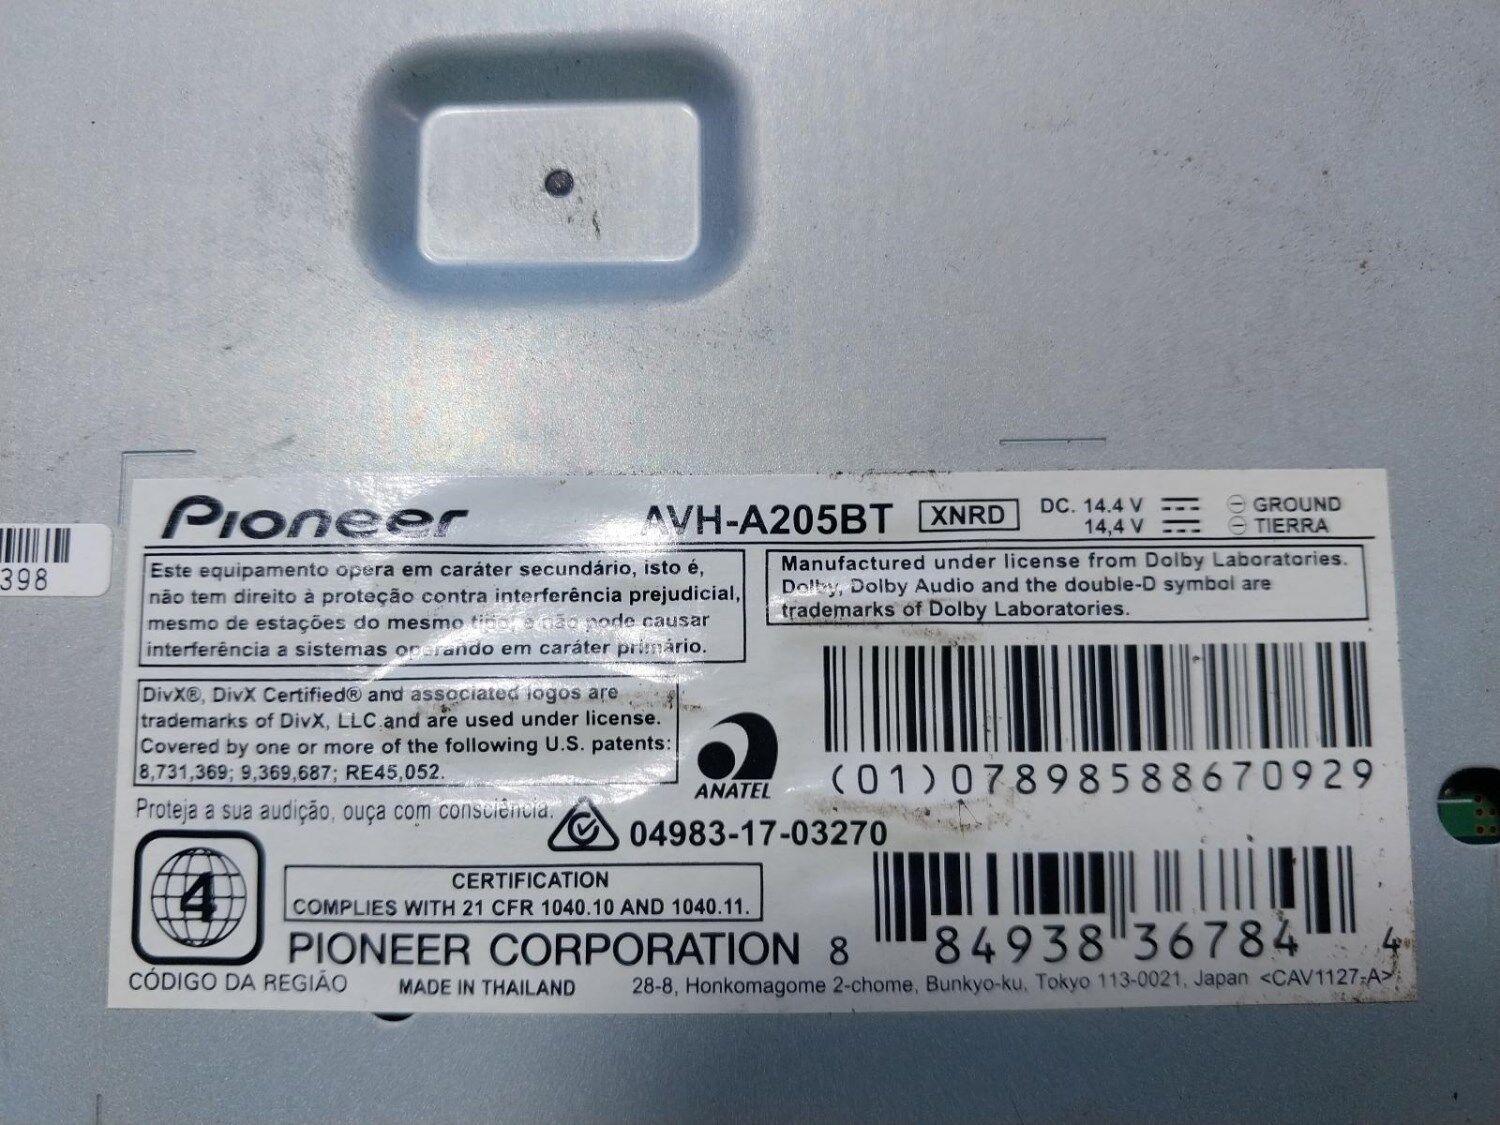 Pioneer AVH-A205BT XNRD DC. 14.4 V ⊖ GROUND
14,4 V ⊖ TIERRA
Este equipamento opera em caráter secundário, isto é,
não tem direito à proteção contra interferência prejudicial,
mesmo de estações do mesmo tipo, e não pode causar
interferência a sistemas operando em caráter primário.
Manufactured under license from Dolby Laboratories.
Dolby, Dolby Audio and the double-D symbol are
trademarks of Dolby Laboratories.
DivX®, DivX Certified® and associated logos are
trademarks of DivX, LLC and are used under license.
Covered by one or more of the following U.S. patents:
8,731,369; 9,369,687; RE45,052.
ANATEL
(01)07898588670929
Proteja a sua audição, ouça com consciência.
04983-17-03270
4
CERTIFICATION
COMPLIES WITH 21 CFR 1040.10 AND 1040.11.
PIONEER CORPORATION
8 84938 36784 4
CÓDIGO DA REGIÃO
MADE IN THAILAND
28-8, Honkomagome 2-chome, Bunkyo-ku, Tokyo 113-0021, Japan <CAV1127-A>
398